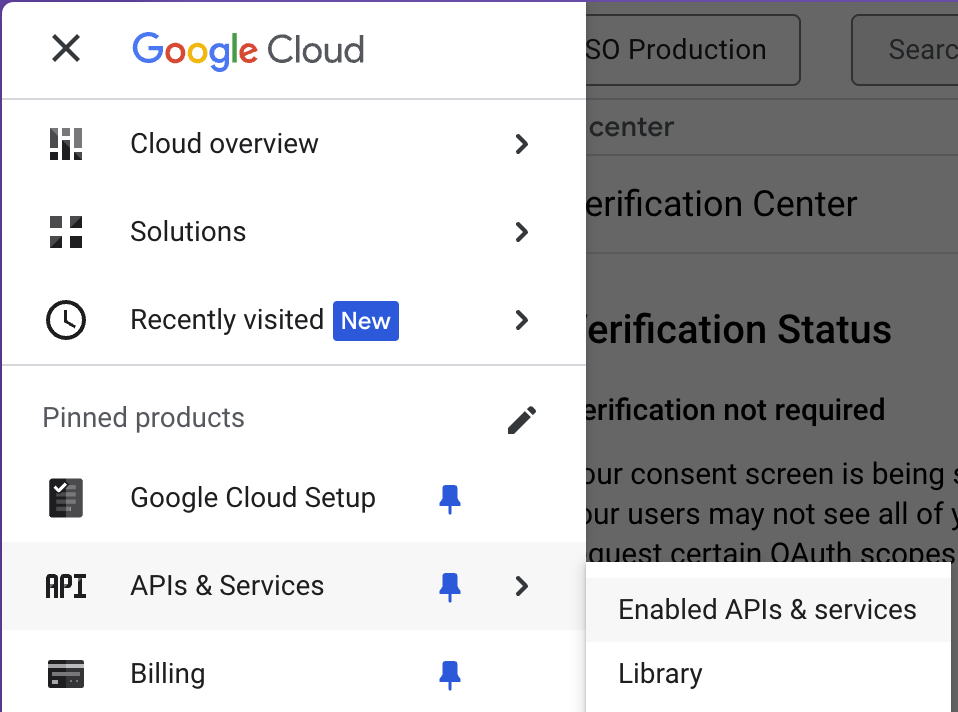 Google Cloud
SO Production
Searc
center
Cloud overview
erification Center
Solutions
Recently visited New
erification Status
Pinned products
erification not required
our consent screen is being s
Google Cloud Setup
our users may not see all of y
quest certain OAuth scopes
API APIs & Services
Enabled APIs & services
Billing
Library